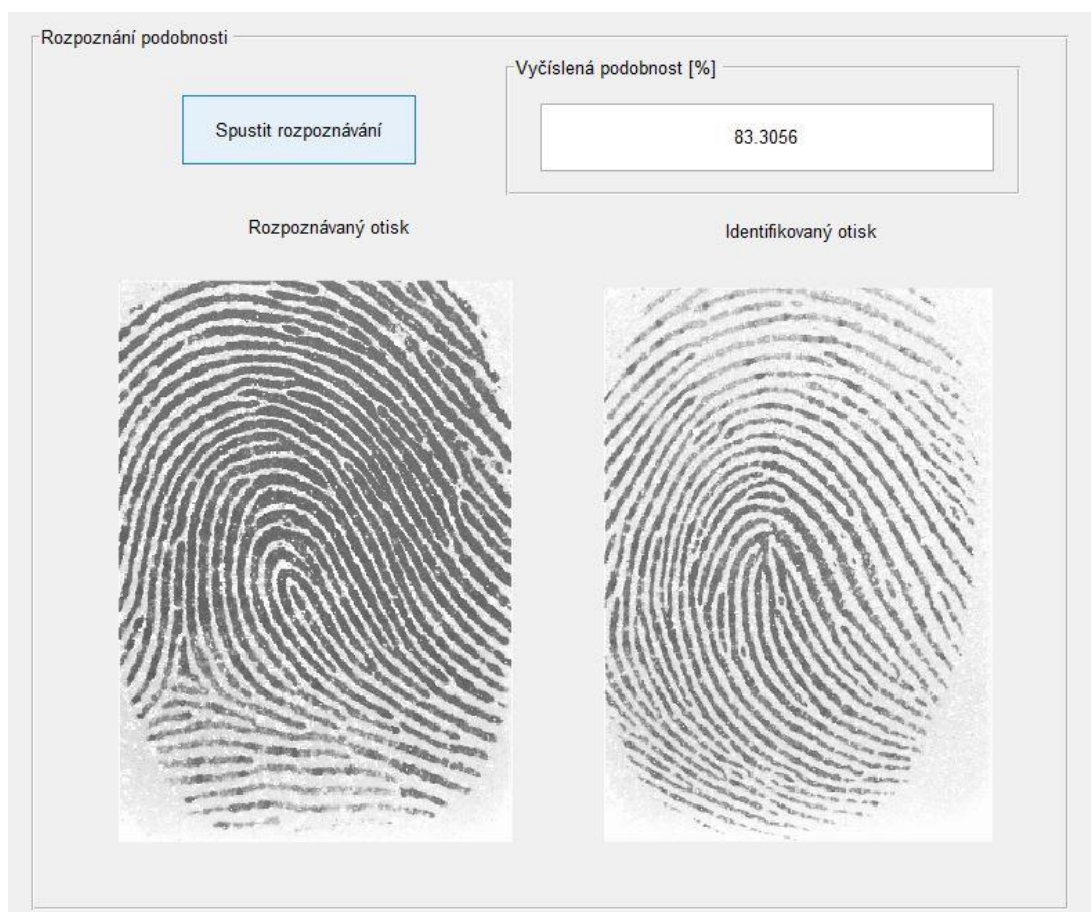 Rozpoznání podobnosti
Vyčíslená podobnost [%]
Spustit rozpoznávání
83.3056
Rozpoznávaný otisk
Identifikovaný otisk